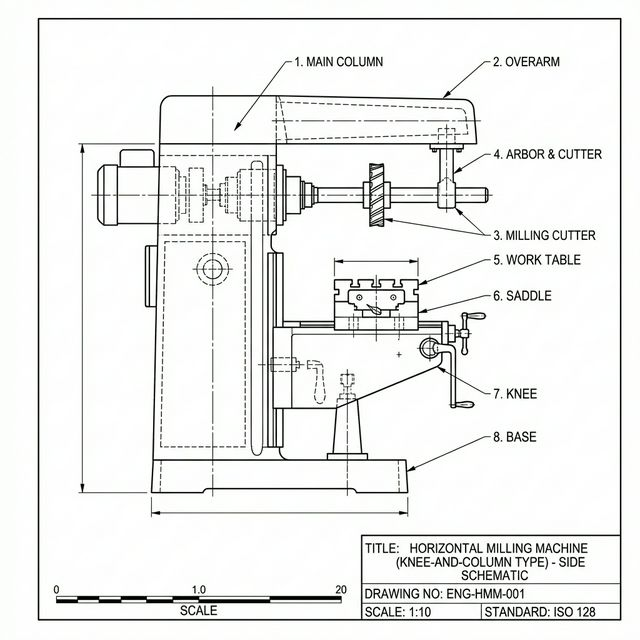 1. MAIN COLUMN
2. OVERARM
4. ARBOR & CUTTER
3. MILLING CUTTER
5. WORK TABLE
6. SADDLE
7. KNEE
8. BASE
TITLE: HORIZONTAL MILLING MACHINE
(KNEE-AND-COLUMN TYPE) - SIDE
SCHEMATIC
DRAWING NO: ENG-HMM-001
SCALE: 1:10 STANDARD: ISO 128
0 1.0 20
SCALE